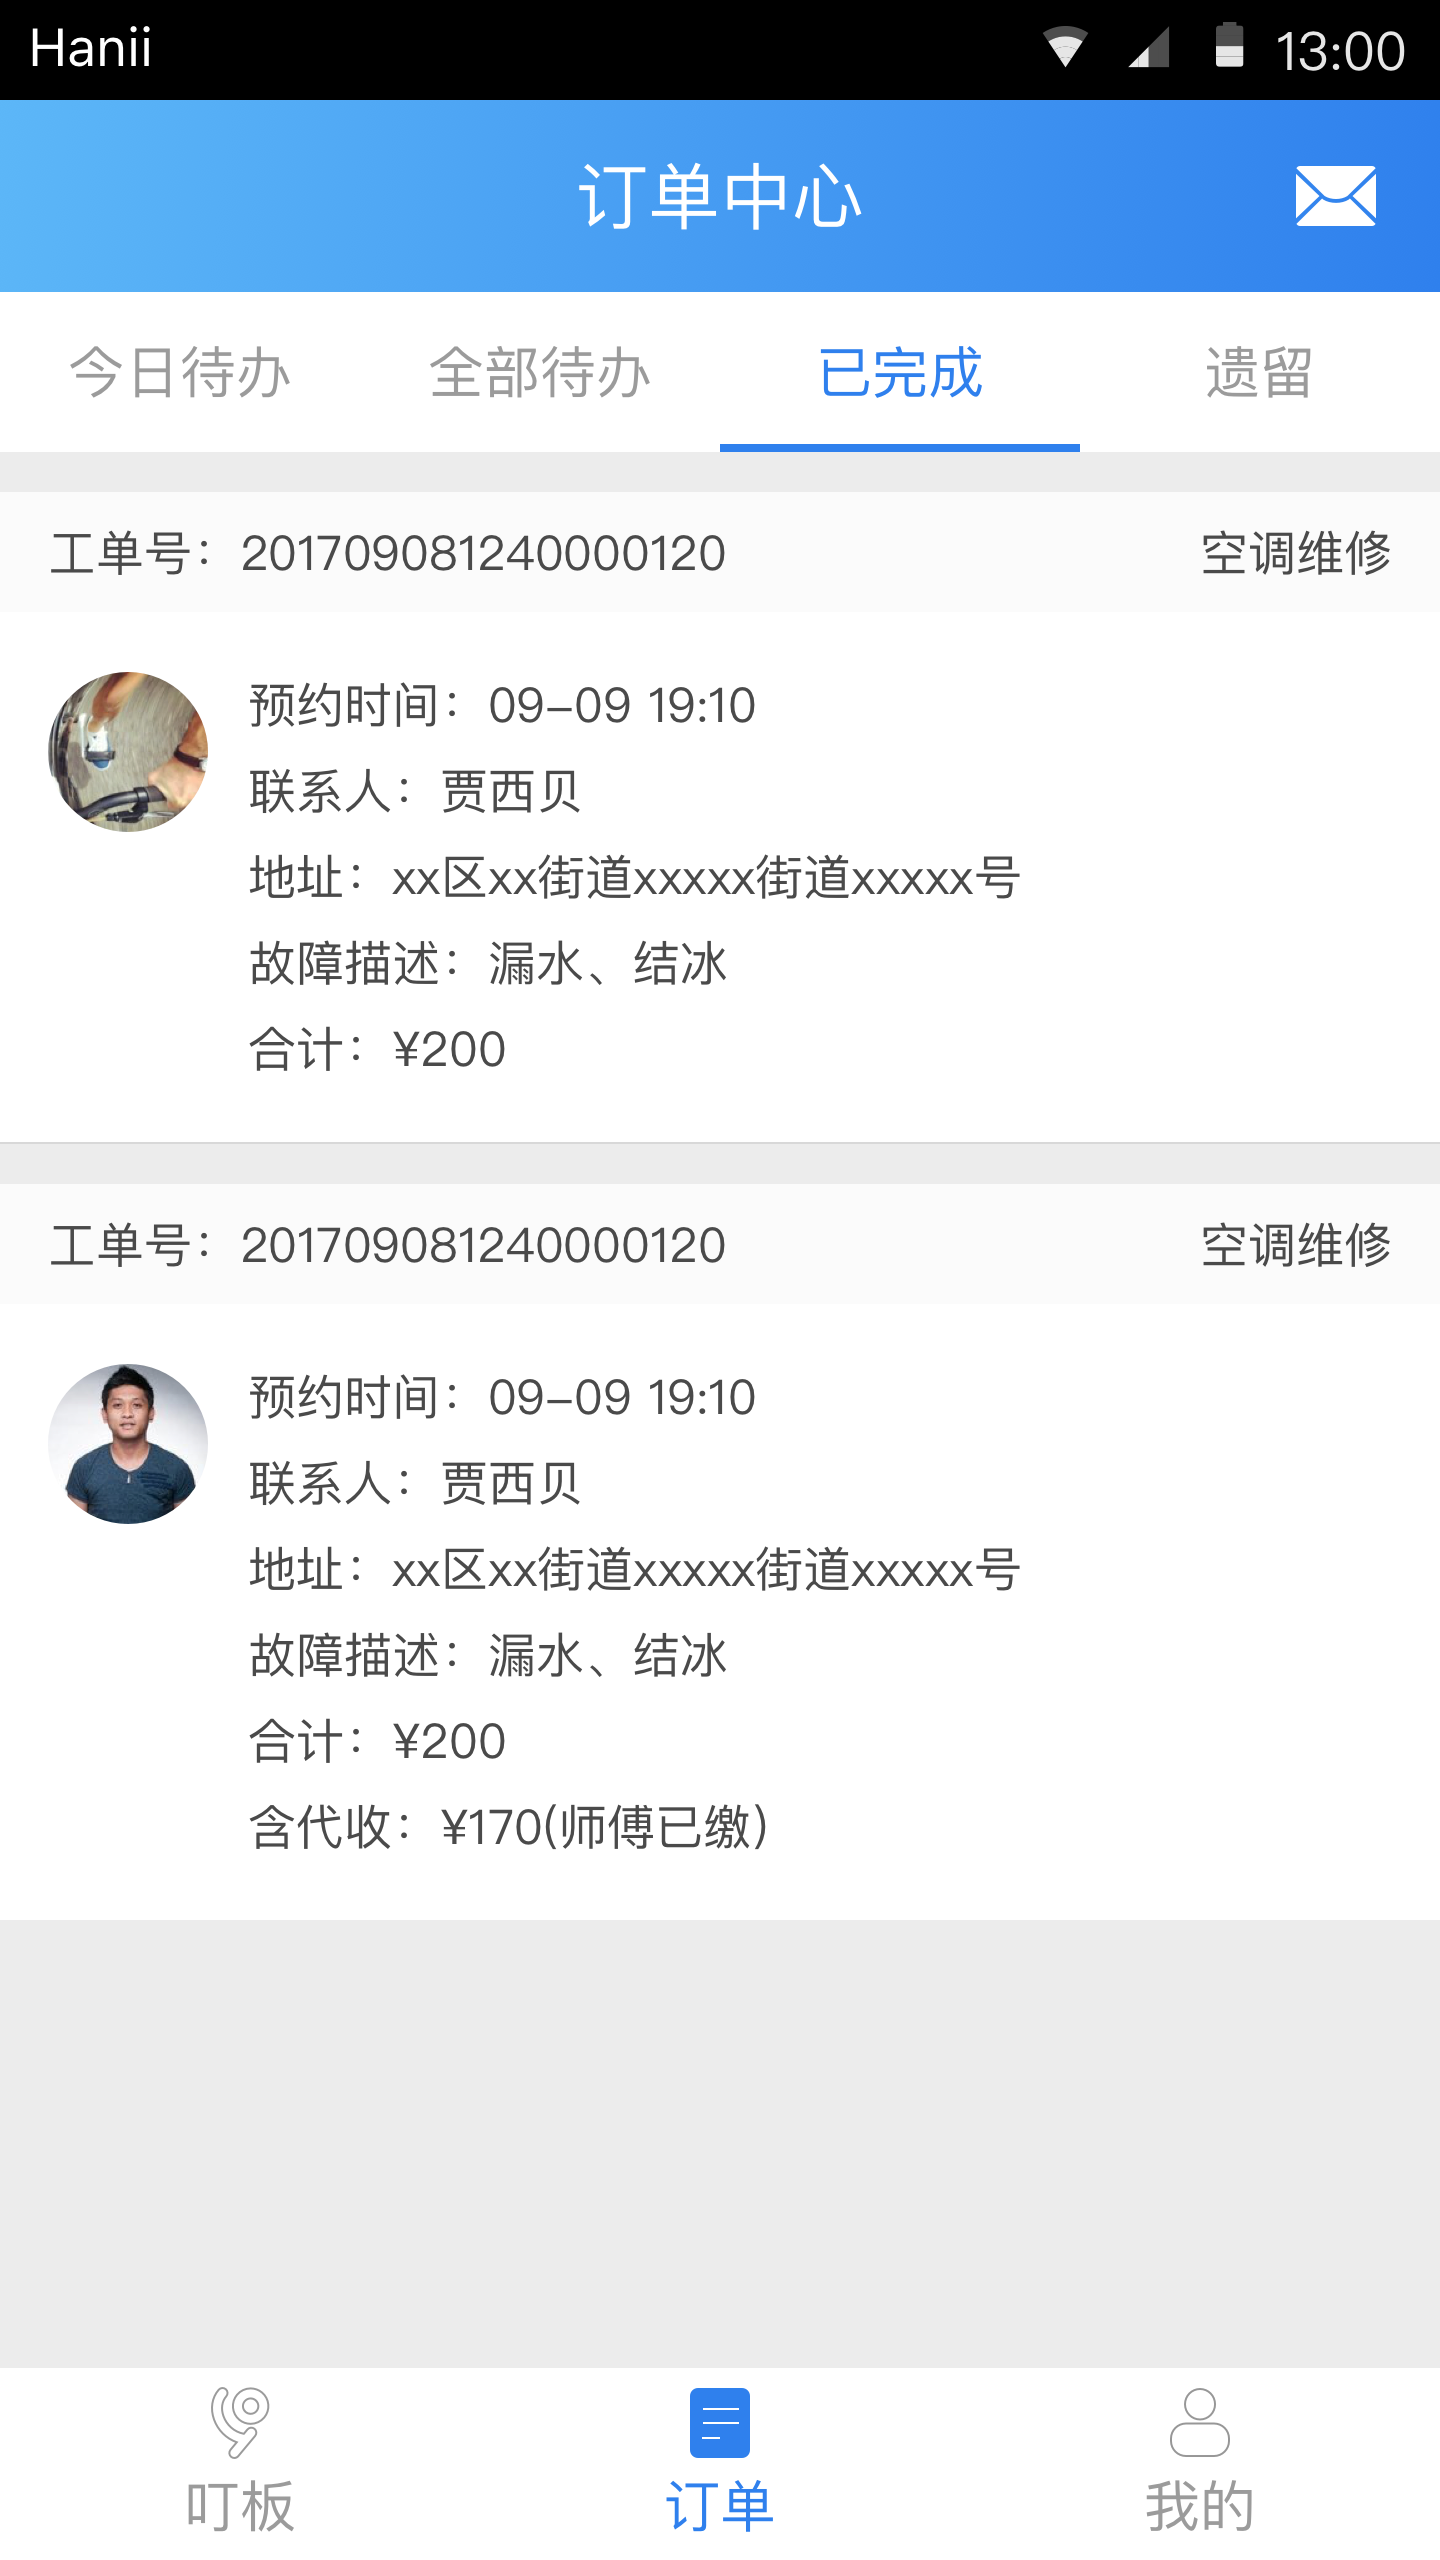 Hanii 13:00
订单中心
今日待办 全部待办 已完成 遗留
工单号：201709081240000120 空调维修
预约时间：09-09 19:10
联系人：贾西贝
地址：xx区xx街道xxxxx街道xxxxx号
故障描述：漏水、结冰
合计：¥200
工单号：201709081240000120 空调维修
预约时间：09-09 19:10
联系人：贾西贝
地址：xx区xx街道xxxxx街道xxxxx号
故障描述：漏水、结冰
合计：¥200
含代收：¥170(师傅已缴)
叮板 订单 我的